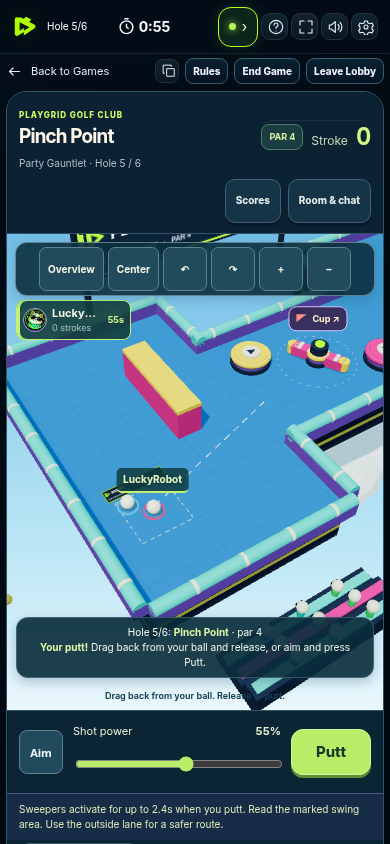 Hole 5/6
0:55
›
Back to Games
Rules
End Game
Leave Lobby
PLAYGRID GOLF CLUB
Pinch Point
PAR 4
Stroke 0
Party Gauntlet · Hole 5 / 6
Scores
Room & chat
PAR 4
Overview
Center
↶
↷
+
−
Lucky...
0 strokes
55s
Cup ↗
LuckyRobot
Hole 5/6: Pinch Point · par 4
Your putt! Drag back from your ball and release, or aim and press
Putt.
Drag back from your ball. Release to putt.
Aim
Shot power
55%
Putt
Sweepers activate for up to 2.4s when you putt. Read the marked swing
area. Use the outside lane for a safer route.